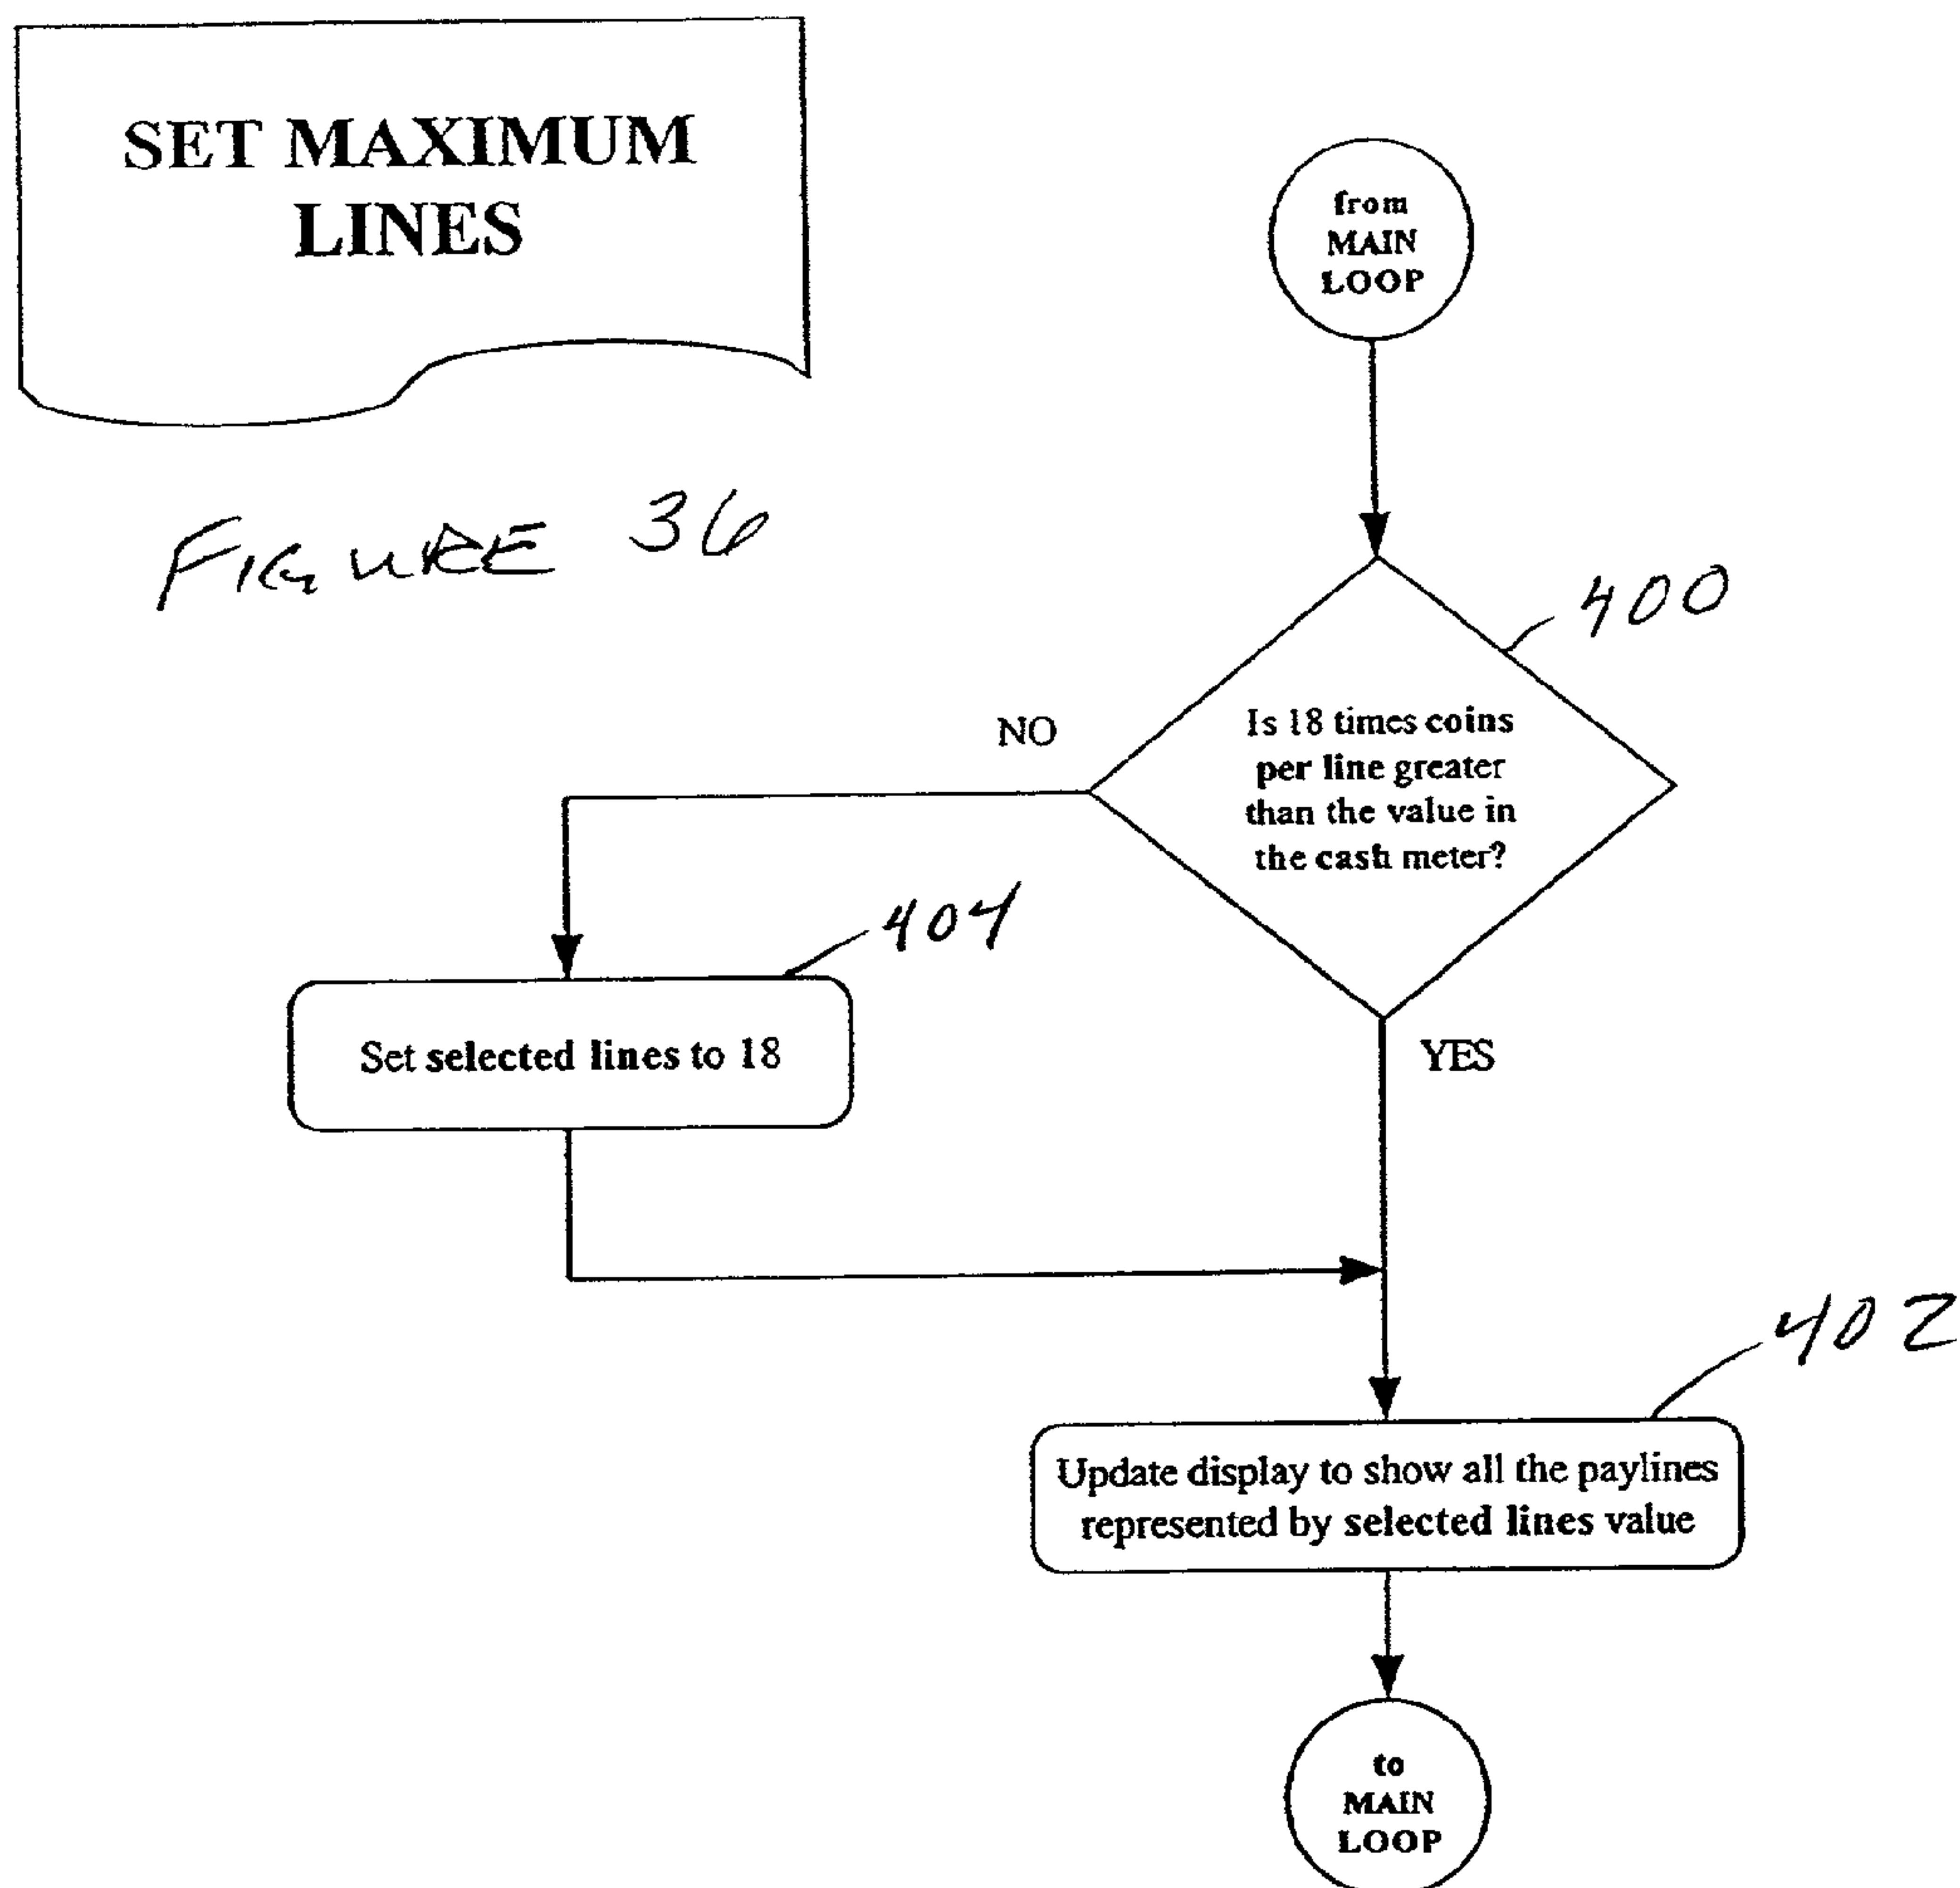 SET MAXIMUM
LINES
FIGURE 36
from
MAIN
LOOP
400
Is 18 times coins
per line greater
than the value in
the cash meter?
NO
YES
404
Set selected lines to 18
402
Update display to show all the paylines
represented by selected lines value
to
MAIN
LOOP